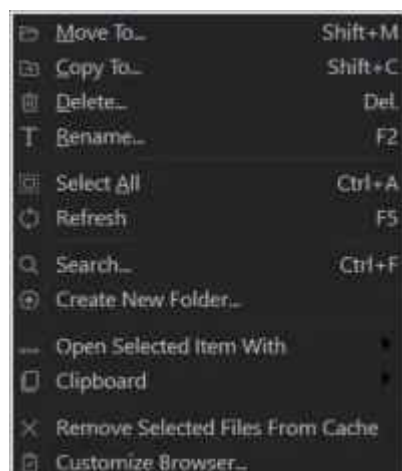 Move To... Shift+M
Copy To... Shift+C
Delete... Del.
Rename... F2
Select All Ctrl+A
Refresh F5
Search... Ctrl+F
Create New Folder...
Open Selected Item With
Clipboard
Remove Selected Files From Cache
Customize Browser...